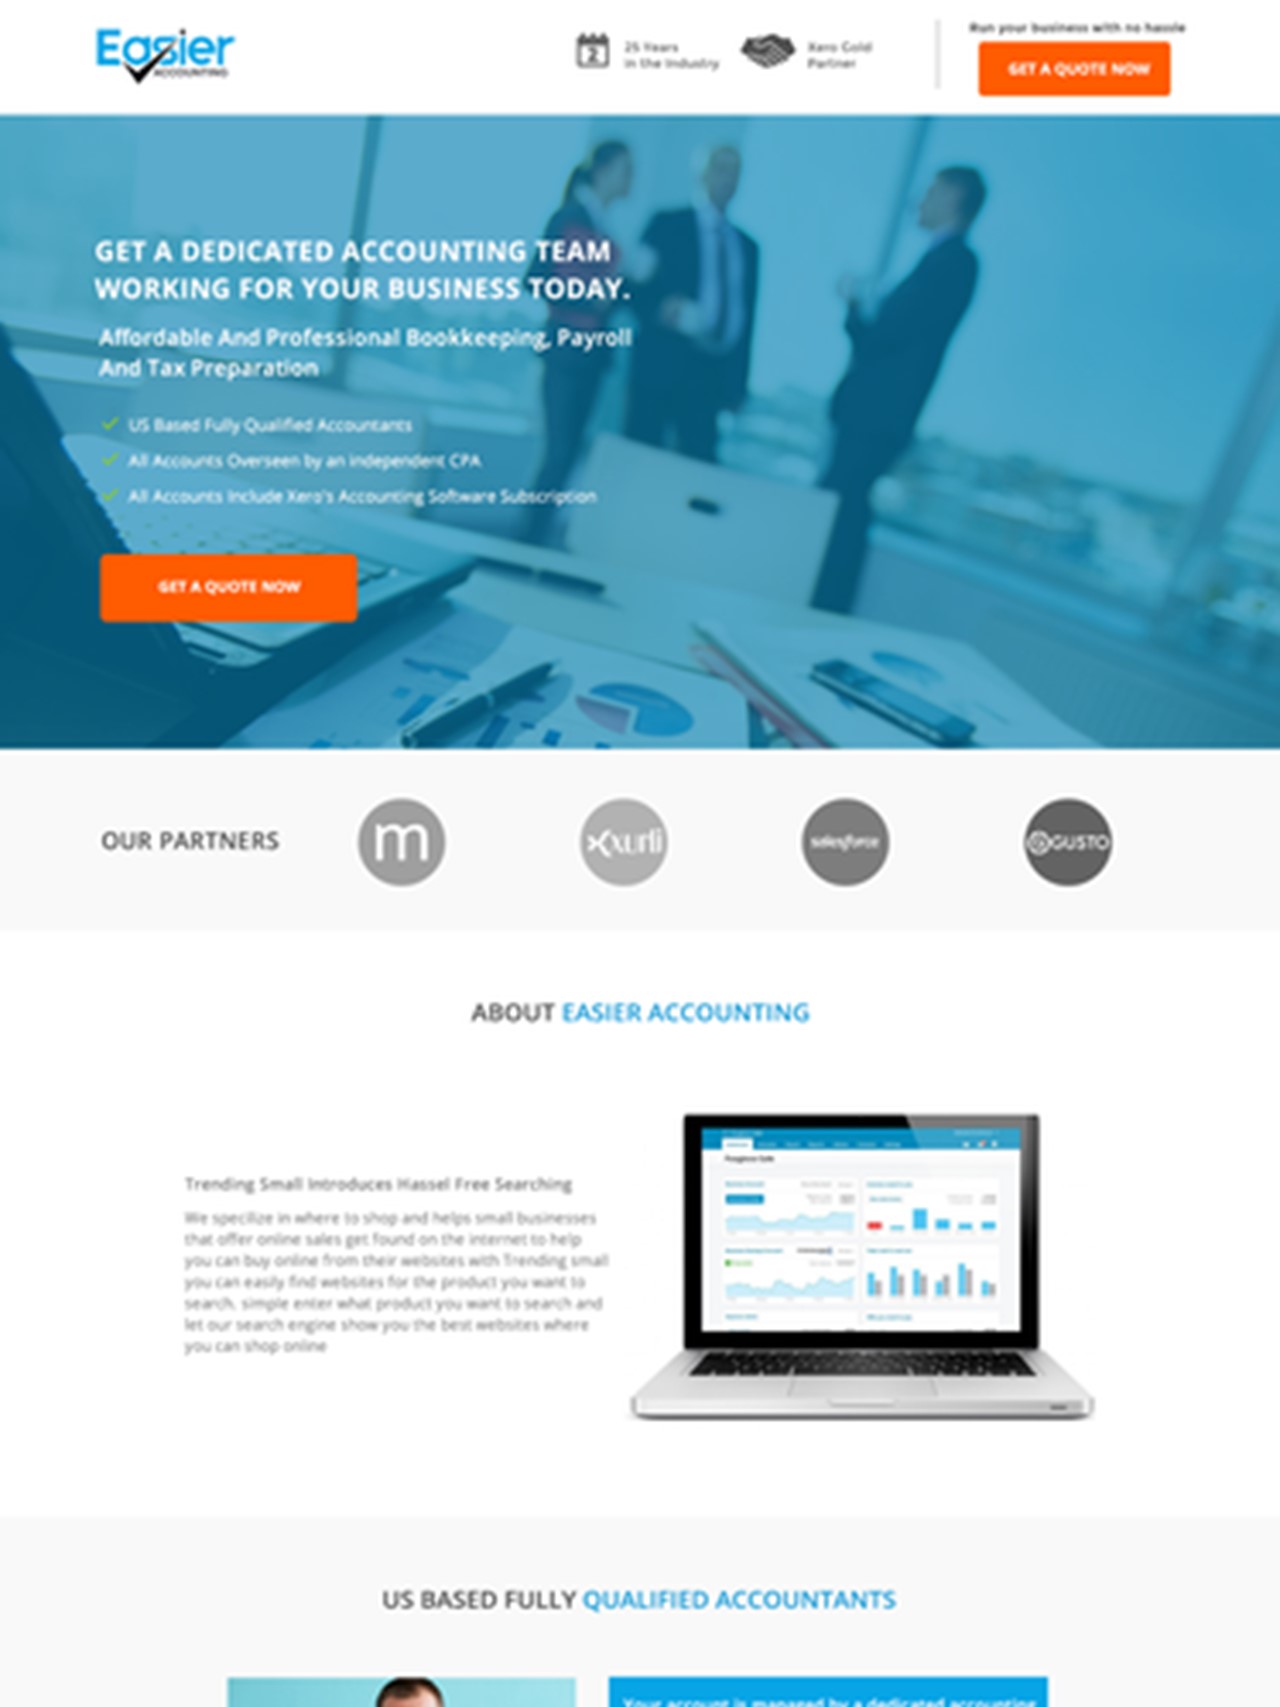 Easier
ACCOUNTING
25 Years
in the Industry
Xero Gold
Partner
Run your business with no hassle
GET A QUOTE NOW
GET A DEDICATED ACCOUNTING TEAM
WORKING FOR YOUR BUSINESS TODAY.
Affordable And Professional Bookkeeping, Payroll
And Tax Preparation
US Based Fully Qualified Accountants
All Accounts Overseen by an independent CPA
All Accounts Include Xero's Accounting Software Subscription
GET A QUOTE NOW
OUR PARTNERS
m
xurli
salesforce
GUSTO
ABOUT EASIER ACCOUNTING
Trending Small Introduces Hassel Free Searching
We specilize in where to shop and helps small businesses
that offer online sales get found on the internet to help
you can buy online from their websites with Trending small
you can easily find websites for the product you want to
search. simple enter what product you want to search and
let our search engine show you the best websites where
you can shop online
US BASED FULLY QUALIFIED ACCOUNTANTS
Your account is managed by a dedicated accounting